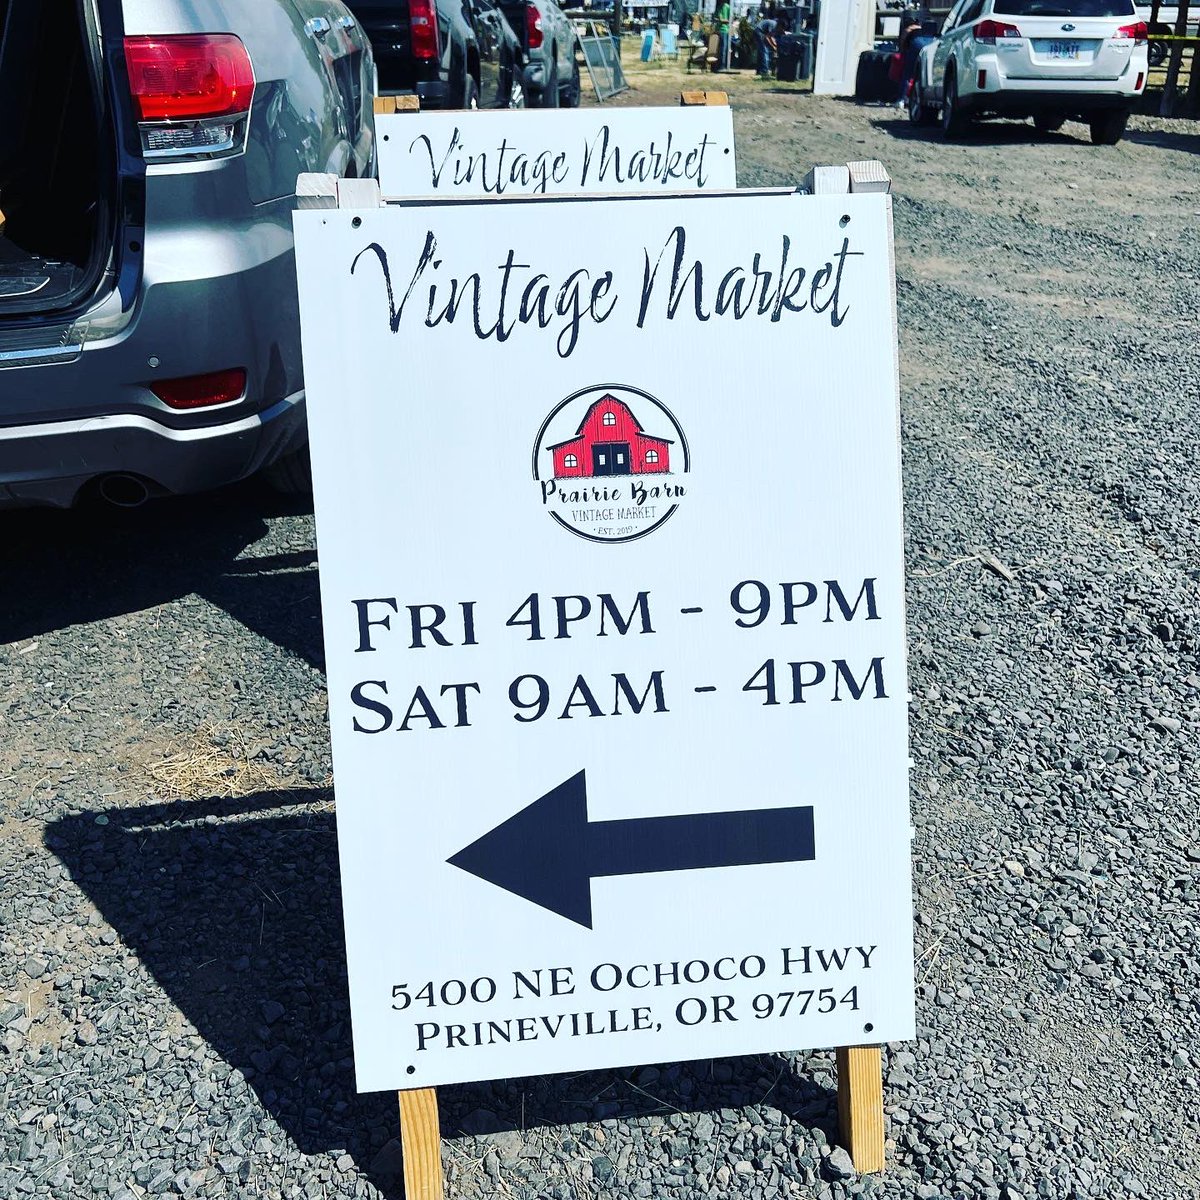 Vintage Market
Vintage Market
Prairie Barn
VINTAGE MARKET
• EST. 2019 •
FRI 4PM - 9PM
SAT 9AM - 4PM
5400 NE OCHOCO HWY
PRINEVILLE, OR 97754